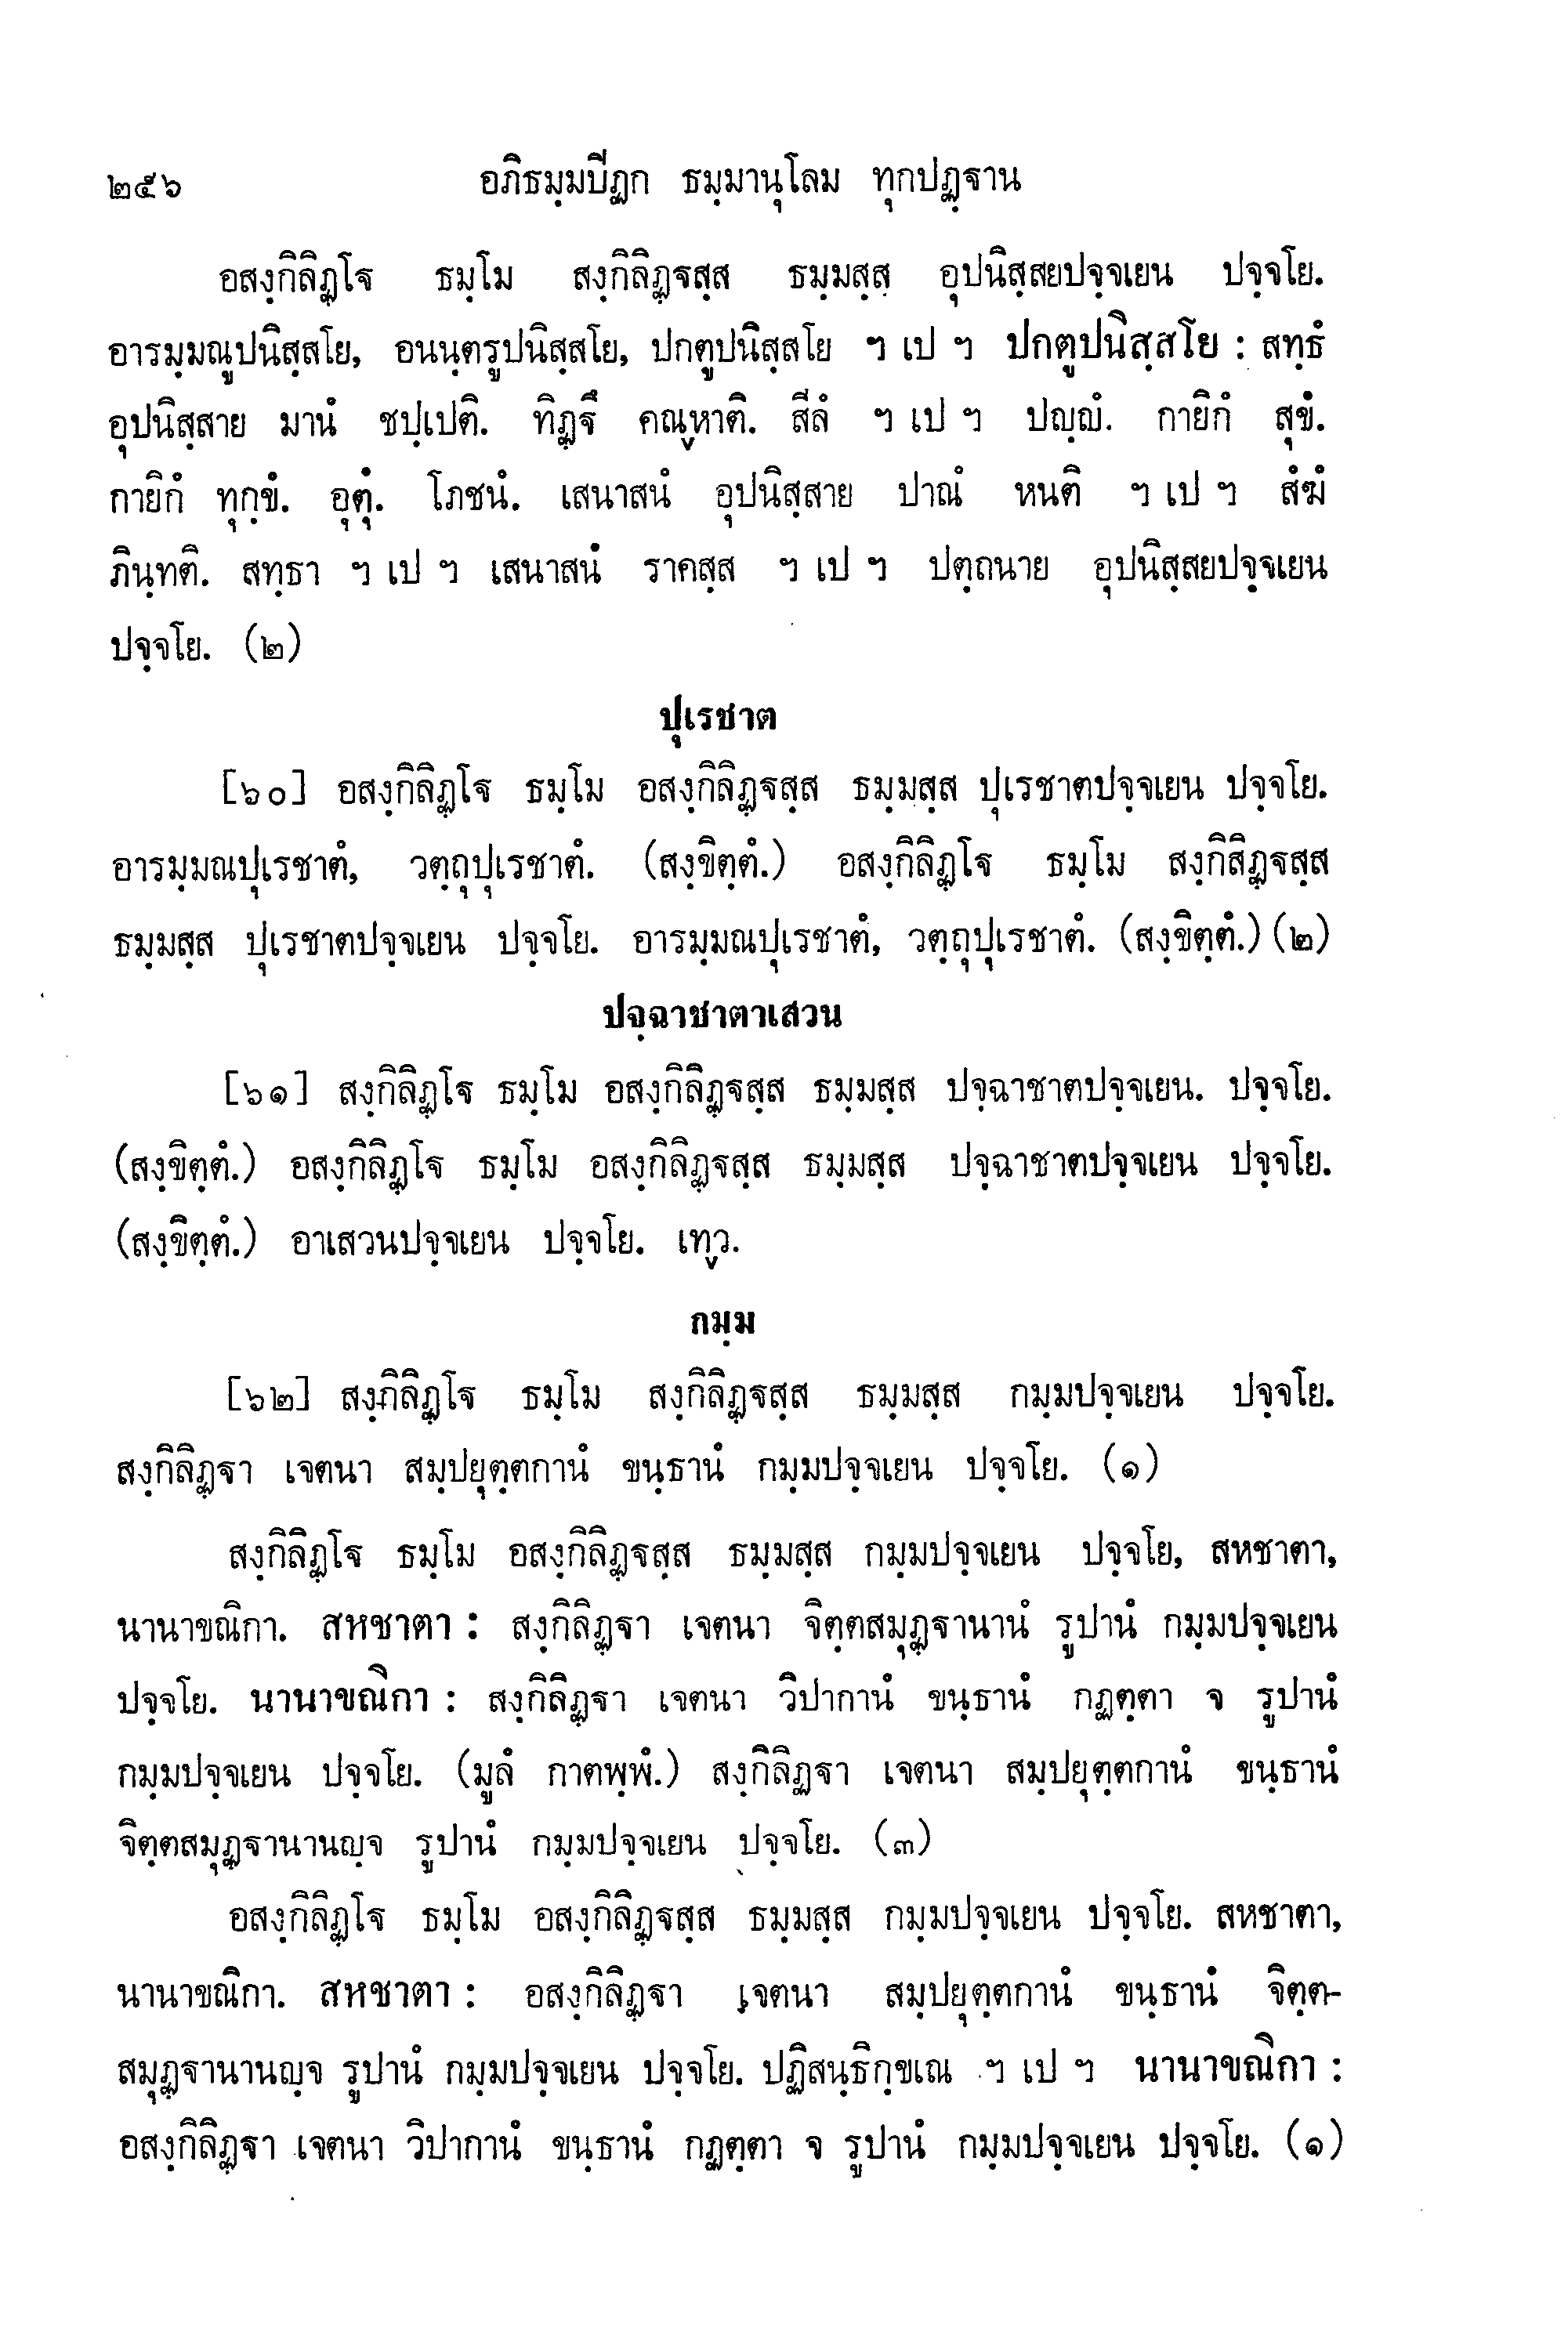 ๒๕๖ อภิธมฺมปีฏก ธมฺมานุโลม ทุกปฏฺฐาน
อสงฺกิลิฏฺโฐ ธมฺโม สงฺกิลิฏฺฐสฺส ธมฺมสฺส อุปนิสฺสยปจฺจเยน ปจฺจโย.
อารมฺมณูปนิสฺสโย, อนนฺตรูปนิสฺสโย, ปกตูปนิสฺสโย ฯ เป ฯ ปกตูปนิสฺสโย : สทฺธํ
อุปนิสฺสาย มานํ ชปฺเปติ. ทิฏฺฐึ คณฺหาติ. สีลํ ฯ เป ฯ ปญฺญํ. กายิกํ สุขํ.
กายิกํ ทุกฺขํ. อุตุํ. โภชนํ. เสนาสนํ อุปนิสฺสาย ปาณํ หนติ ฯ เป ฯ สํฆํ
ภินฺทติ. สทฺธา ฯ เป ฯ เสนาสนํ ราคสฺส ฯ เป ฯ ปตฺถนาย อุปนิสฺสยปจฺจเยน
ปจฺจโย. (๒)
ปุเรชาต
[๖๐] อสงฺกิลิฏฺโฐ ธมฺโม อสงฺกิลิฏฺฐสฺส ธมฺมสฺส ปุเรชาตปจฺจเยน ปจฺจโย.
อารมฺมณปุเรชาตํ, วตฺถุปุเรชาตํ. (สงฺขิตฺตํ.) อสงฺกิลิฏฺโฐ ธมฺโม สงฺกิลิฏฺฐสฺส
ธมฺมสฺส ปุเรชาตปจฺจเยน ปจฺจโย. อารมฺมณปุเรชาตํ, วตฺถุปุเรชาตํ. (สงฺขิตฺตํ.) (๒)
ปจฺฉาชาตาเสวน
[๖๑] สงฺกิลิฏฺโฐ ธมฺโม อสงฺกิลิฏฺฐสฺส ธมฺมสฺส ปจฺฉาชาตปจฺจเยน. ปจฺจโย.
(สงฺขิตฺตํ.) อสงฺกิลิฏฺโฐ ธมฺโม อสงฺกิลิฏฺฐสฺส ธมฺมสฺส ปจฺฉาชาตปจฺจเยน ปจฺจโย.
(สงฺขิตฺตํ.) อาเสวนปจฺจเยน ปจฺจโย. เทฺว.
กมฺม
[๖๒] สงฺกิลิฏฺโฐ ธมฺโม สงฺกิลิฏฺฐสฺส ธมฺมสฺส กมฺมปจฺจเยน ปจฺจโย.
สงฺกิลิฏฺฐา เจตนา สมฺปยุตฺตกานํ ขนฺธานํ กมฺมปจฺจเยน ปจฺจโย. (๑)
สงฺกิลิฏฺโฐ ธมฺโม อสงฺกิลิฏฺฐสฺส ธมฺมสฺส กมฺมปจฺจเยน ปจฺจโย, สหชาตา,
นานาขณิกา. สหชาตา : สงฺกิลิฏฺฐา เจตนา จิตฺตสมุฏฺฐานานํ รูปานํ กมฺมปจฺจเยน
ปจฺจโย. นานาขณิกา : สงฺกิลิฏฺฐา เจตนา วิปากานํ ขนฺธานํ กฏตฺตา จ รูปานํ
กมฺมปจฺจเยน ปจฺจโย. (มูลํ กาตพฺพํ.) สงฺกิลิฏฺฐา เจตนา สมฺปยุตฺตกานํ ขนฺธานํ
จิตฺตสมุฏฺฐานานญฺจ รูปานํ กมฺมปจฺจเยน ปจฺจโย. (๓)
อสงฺกิลิฏฺโฐ ธมฺโม อสงฺกิลิฏฺฐสฺส ธมฺมสฺส กมฺมปจฺจเยน ปจฺจโย. สหชาตา,
นานาขณิกา. สหชาตา : อสงฺกิลิฏฺฐา เจตนา สมฺปยุตฺตกานํ ขนฺธานํ จิตฺต-
สมุฏฺฐานานญฺจ รูปานํ กมฺมปจฺจเยน ปจฺจโย. ปฏิสนฺธิกฺขเณ ฯ เป ฯ นานาขณิกา :
อสงฺกิลิฏฺฐา เจตนา วิปากานํ ขนฺธานํ กฏตฺตา จ รูปานํ กมฺมปจฺจเยน ปจฺจโย. (๑)